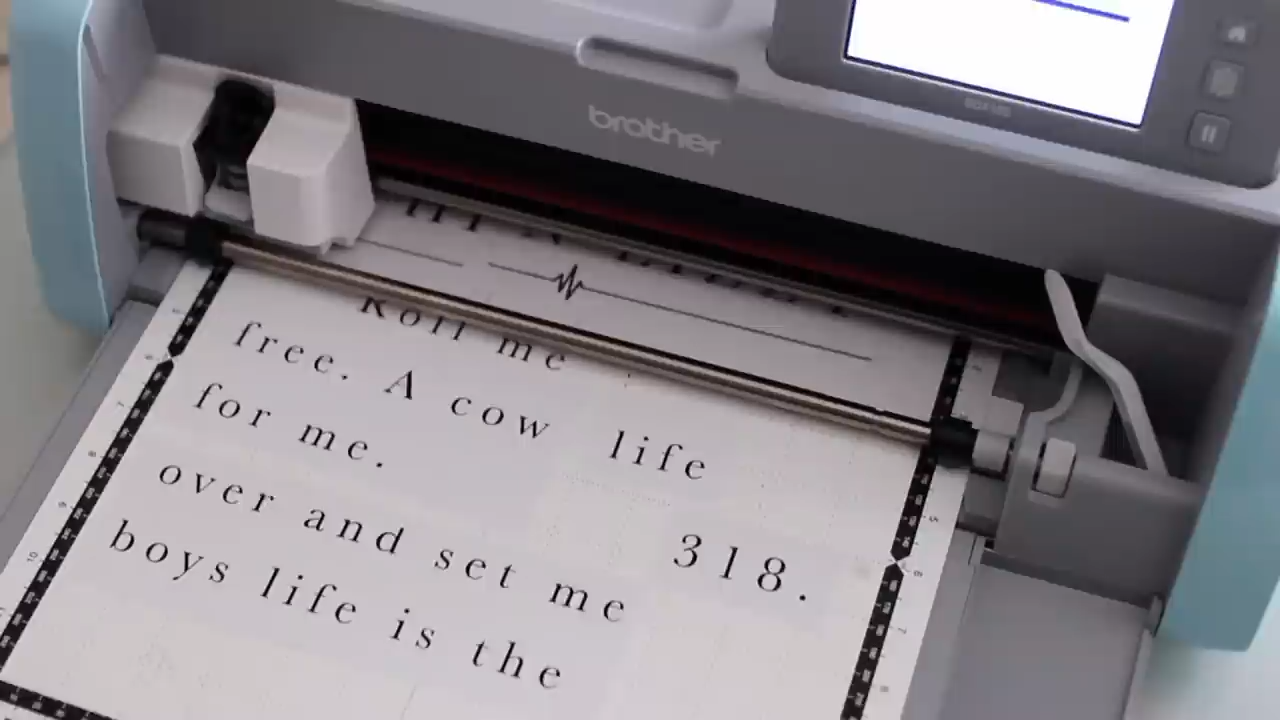 brother
Roll me
free. A cow life
for me.
over and set me
318.
boys life is the